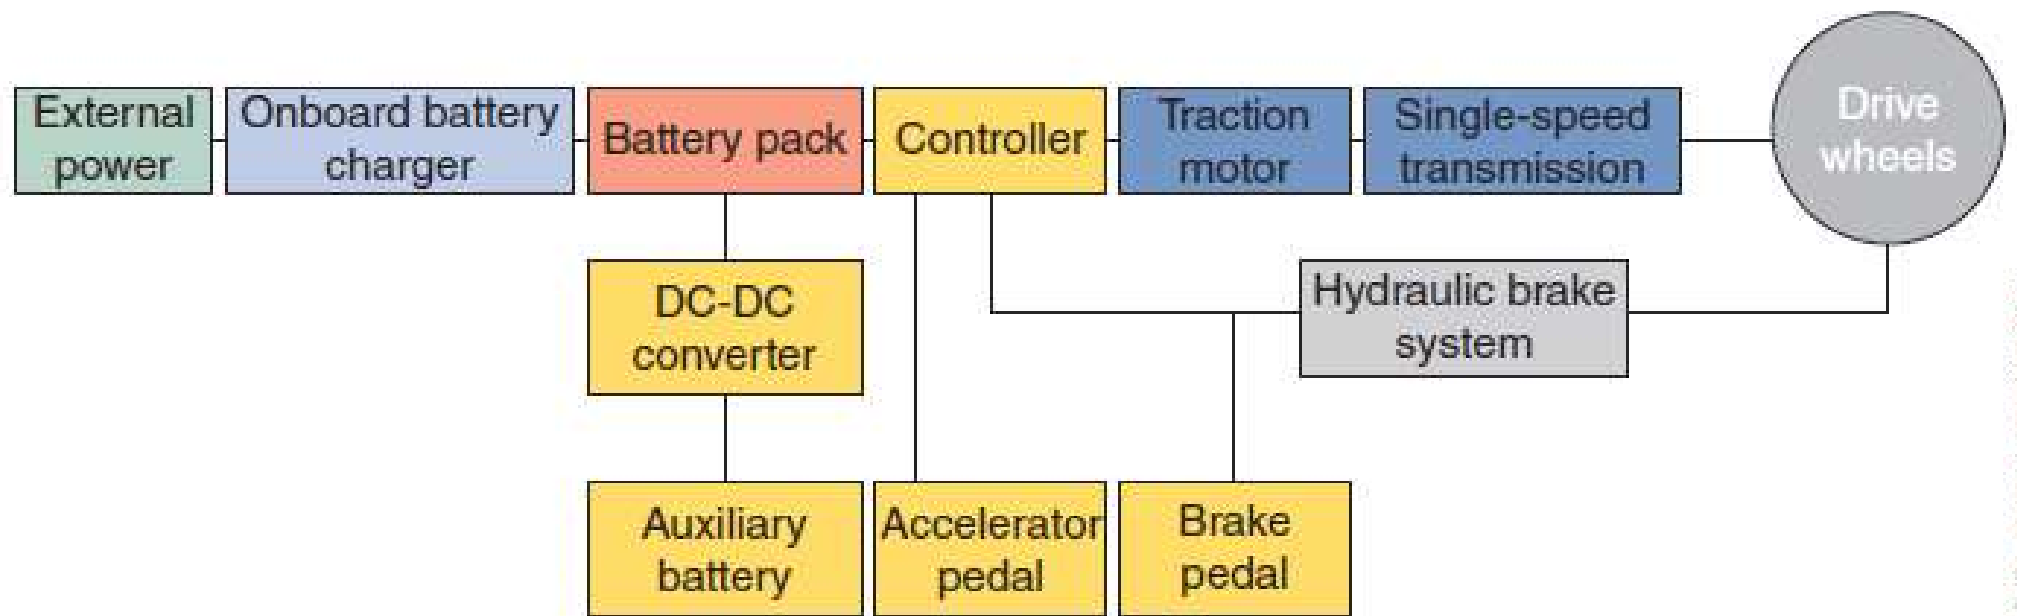 External
power
Onboard battery
charger
Battery pack
Controller
Traction
motor
Single-speed
transmission
Drive
wheels
DC-DC
converter
Hydraulic brake
system
Auxiliary
battery
Accelerator
pedal
Brake
pedal